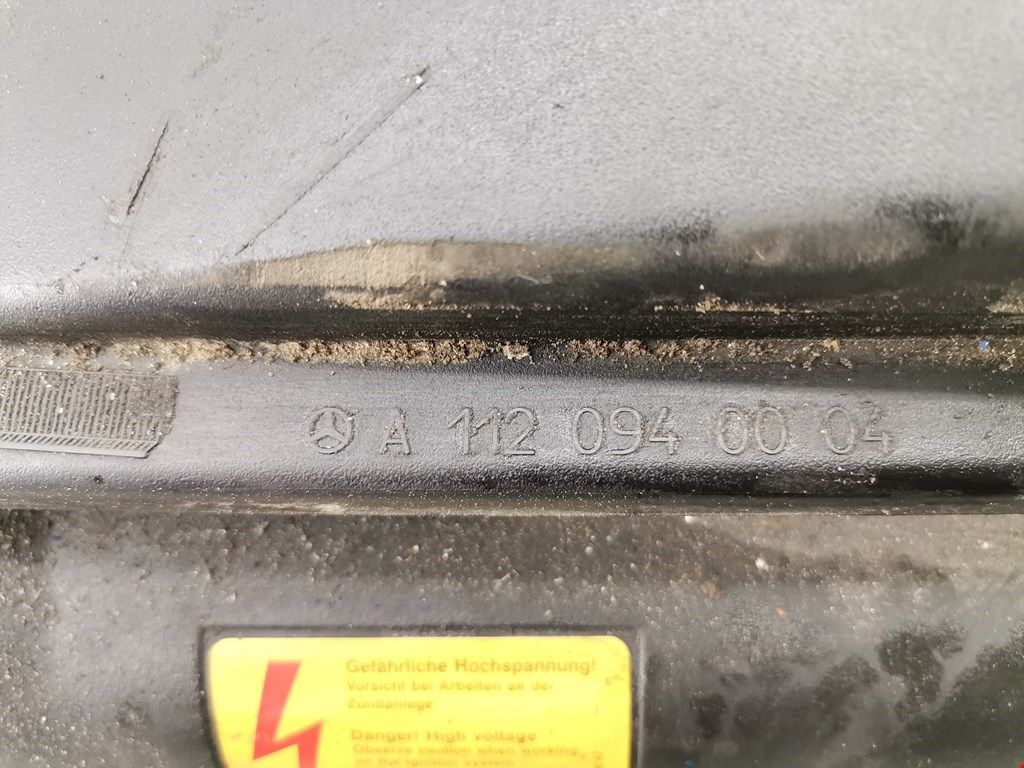 A 112 094 00 04
Gefährliche Hochspannung!
Vorsicht bei Arbeiten an der
Zündanlage
Danger! High voltage
Observe caution when working
on the ignition system